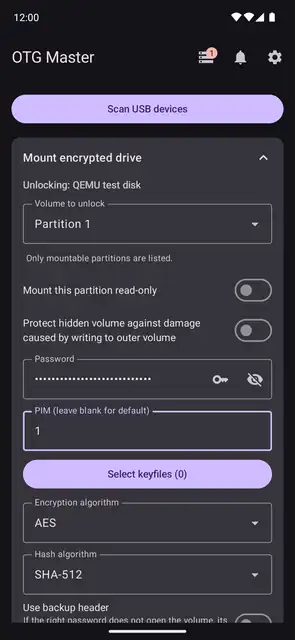 12:00
OTG Master
1
Scan USB devices
Mount encrypted drive
Unlocking: QEMU test disk
Volume to unlock
Partition 1
Only mountable partitions are listed.
Mount this partition read-only
Protect hidden volume against damage
caused by writing to outer volume
Password
••••••••••••••••••••••••••••
PIM (leave blank for default)
1
Select keyfiles (0)
Encryption algorithm
AES
Hash algorithm
SHA-512
Use backup header
If the right password does not open the volume, its